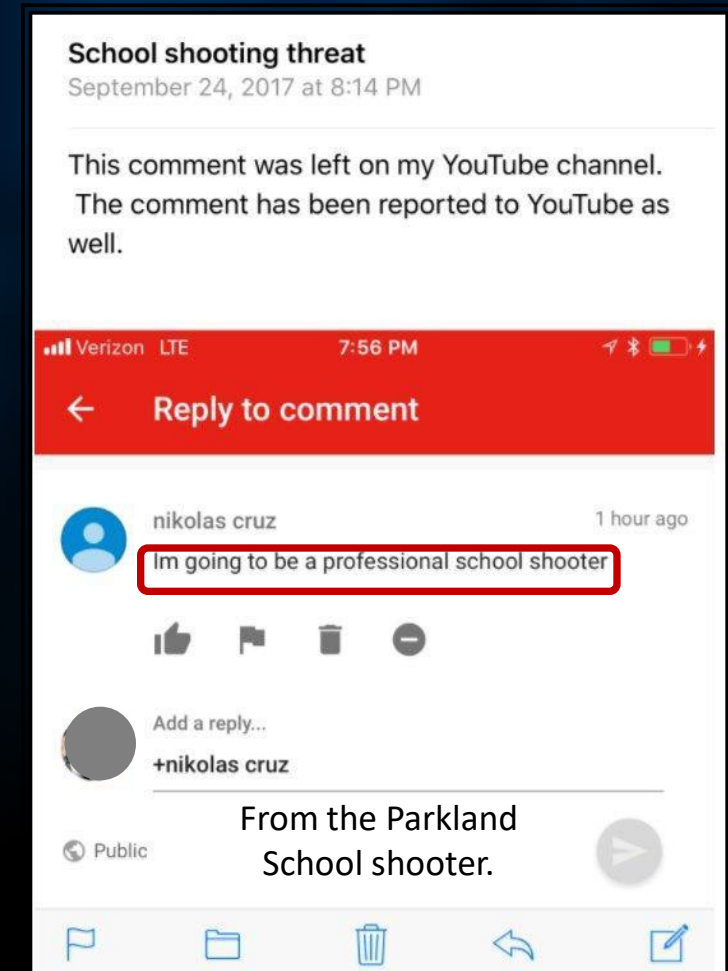 School shooting threat
September 24, 2017 at 8:14 PM
This comment was left on my YouTube channel.
The comment has been reported to YouTube as
well.
Verizon LTE 7:56 PM
Reply to comment
nikolas cruz 1 hour ago
Im going to be a professional school shooter
Add a reply...
+nikolas cruz
From the Parkland
School shooter.
Public